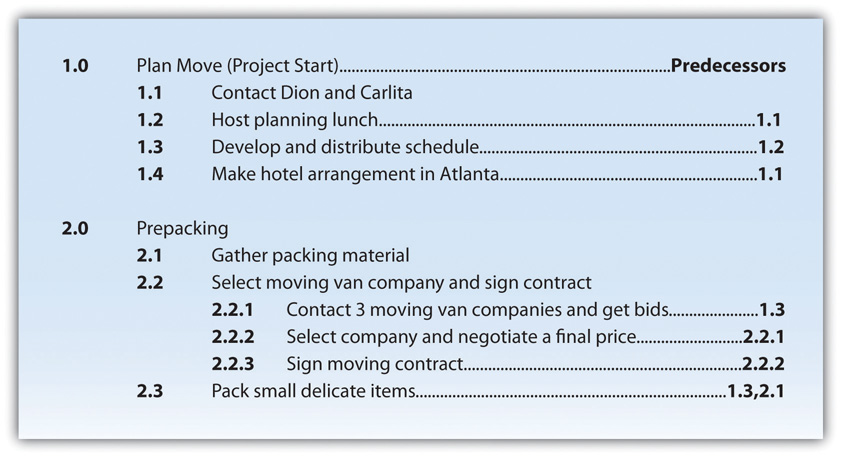 1.0 Plan Move (Project Start)..........................................................................Predecessors
1.1 Contact Dion and Carlita
1.2 Host planning lunch....................................................................................1.1
1.3 Develop and distribute schedule..............................................................1.2
1.4 Make hotel arrangement in Atlanta.........................................................1.1
2.0 Prepacking
2.1 Gather packing material
2.2 Select moving van company and sign contract
2.2.1 Contact 3 moving van companies and get bids....................1.3
2.2.2 Select company and negotiate a final price........................2.2.1
2.2.3 Sign moving contract..............................................................2.2.2
2.3 Pack small delicate items.....................................................................1.3,2.1